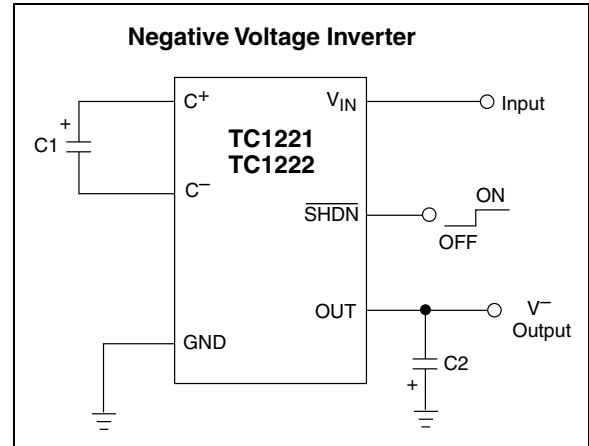 Negative Voltage Inverter
C+
VIN
Input
+
C1
TC1221
TC1222
C–
SHDN
ON
OFF
OUT
V–
Output
GND
C2
+